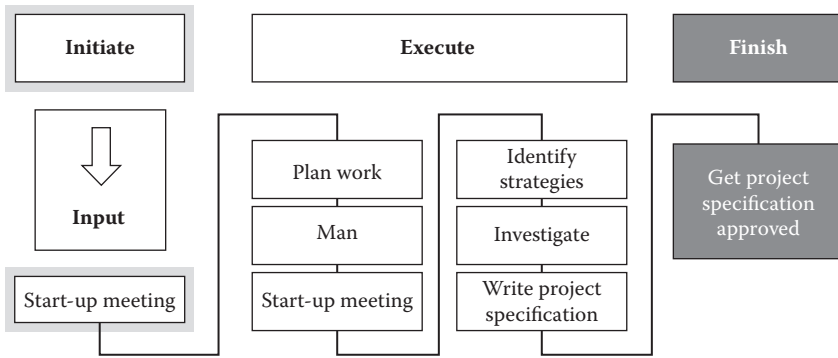 Initiate
Execute
Finish
Input
Start-up meeting
Plan work
Man
Start-up meeting
Identify
strategies
Investigate
Write project
specification
Get project
specification
approved